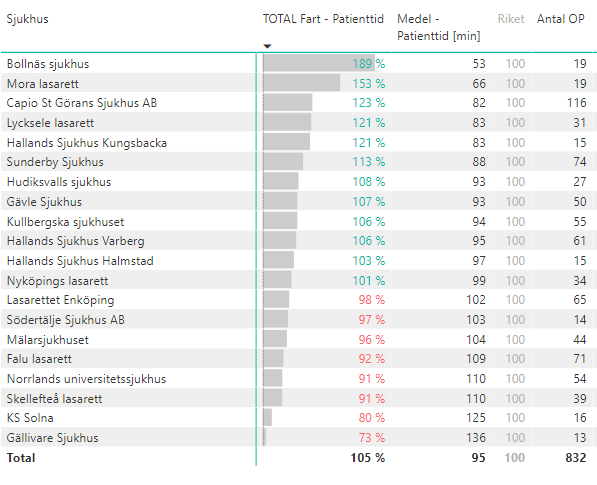 Sjukhus TOTAL Fart - Patienttid Medel - Patienttid [min] Riket Antal OP
Bollnäs sjukhus 189 % 53 100 19
Mora lasarett 153 % 66 100 19
Capio St Görans Sjukhus AB 123 % 82 100 116
Lycksele lasarett 121 % 83 100 31
Hallands Sjukhus Kungsbacka 121 % 83 100 15
Sunderby Sjukhus 113 % 88 100 74
Hudiksvalls sjukhus 108 % 93 100 27
Gävle Sjukhus 107 % 93 100 50
Kullbergska sjukhuset 106 % 94 100 55
Hallands Sjukhus Varberg 106 % 95 100 61
Hallands Sjukhus Halmstad 103 % 97 100 15
Nyköpings lasarett 101 % 99 100 34
Lasarettet Enköping 98 % 102 100 65
Södertälje Sjukhus AB 97 % 103 100 14
Mälarsjukhuset 96 % 104 100 44
Falu lasarett 92 % 109 100 71
Norrlands universitetssjukhus 91 % 110 100 54
Skellefteå lasarett 91 % 110 100 39
KS Solna 80 % 125 100 16
Gällivare Sjukhus 73 % 136 100 13
Total 105 % 95 100 832